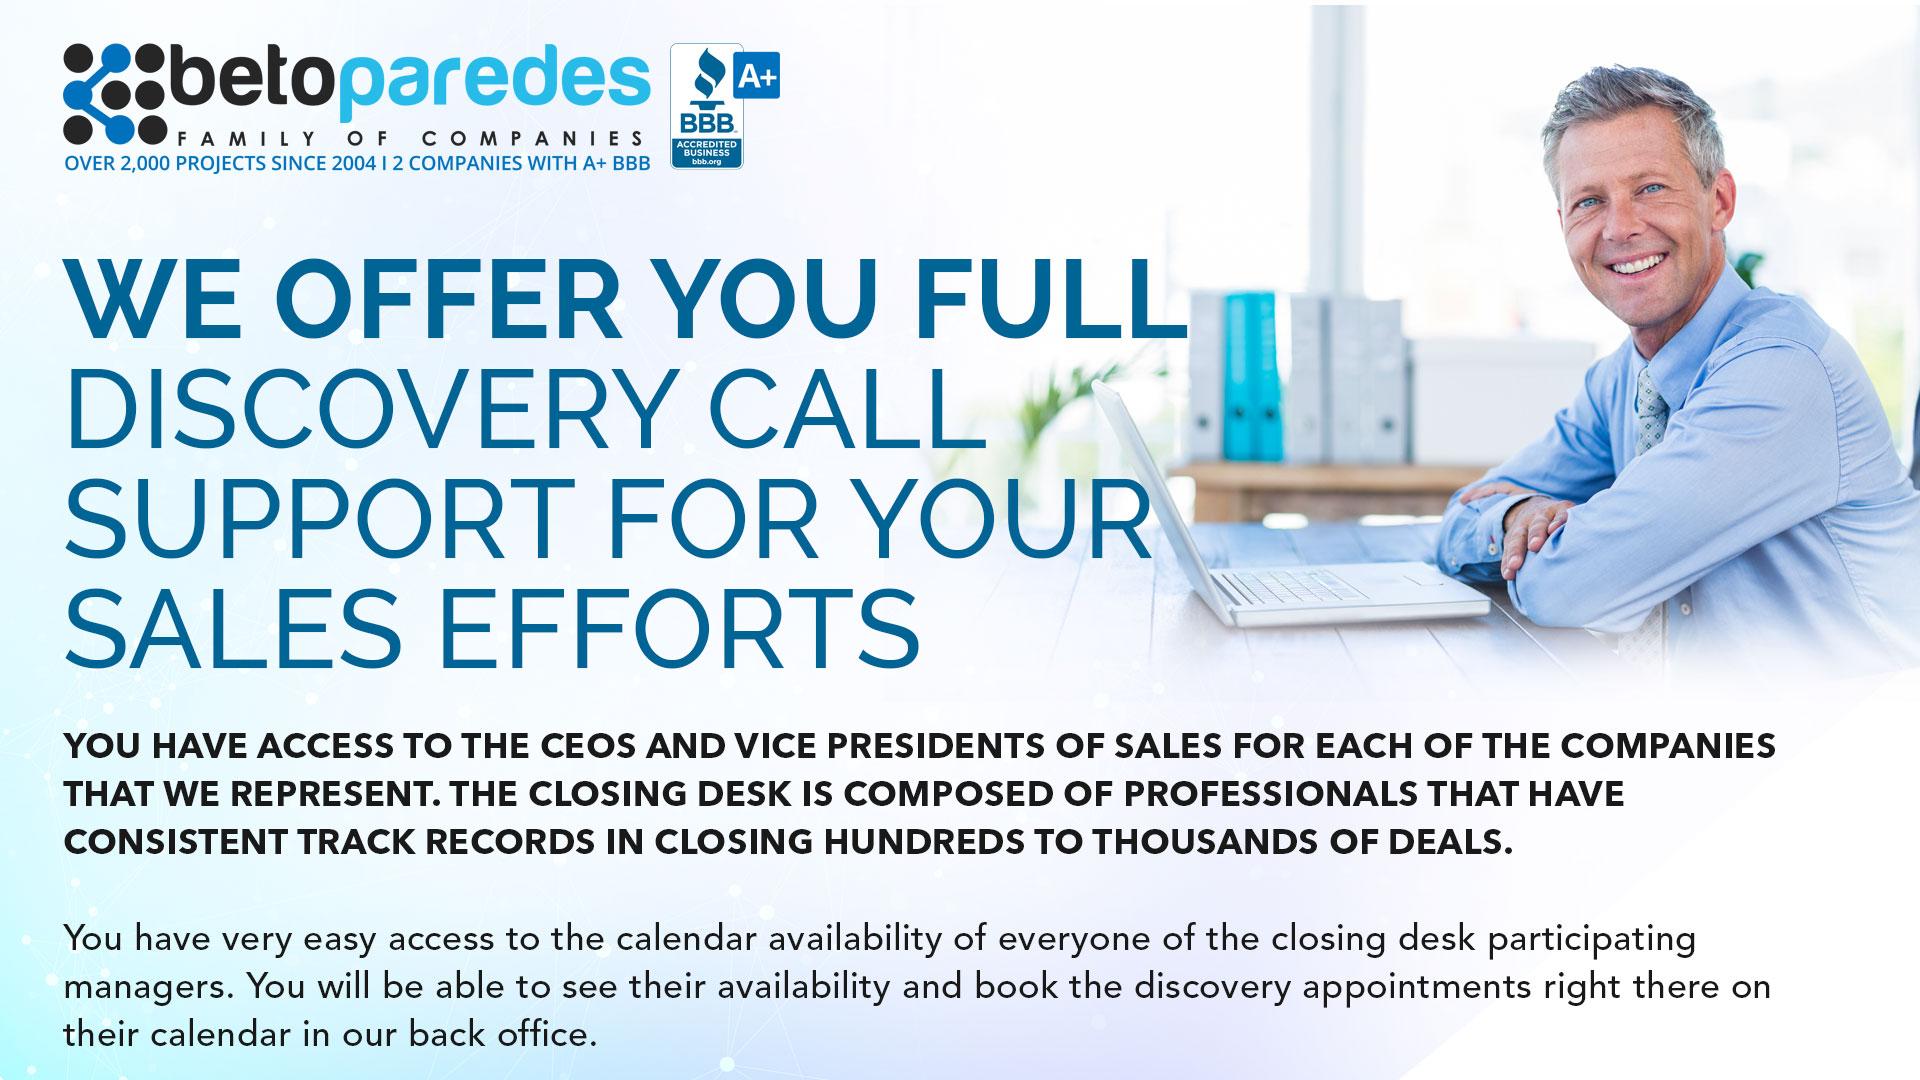 betoparedes
FAMILY OF COMPANIES
OVER 2,000 PROJECTS SINCE 2004 I 2 COMPANIES WITH A+ BBB
A+
BBB
ACCREDITED
BUSINESS
bbb.org
WE OFFER YOU FULL
DISCOVERY CALL
SUPPORT FOR YOUR
SALES EFFORTS
YOU HAVE ACCESS TO THE CEOS AND VICE PRESIDENTS OF SALES FOR EACH OF THE COMPANIES
THAT WE REPRESENT. THE CLOSING DESK IS COMPOSED OF PROFESSIONALS THAT HAVE
CONSISTENT TRACK RECORDS IN CLOSING HUNDREDS TO THOUSANDS OF DEALS.
You have very easy access to the calendar availability of everyone of the closing desk participating
managers. You will be able to see their availability and book the discovery appointments right there on
their calendar in our back office.